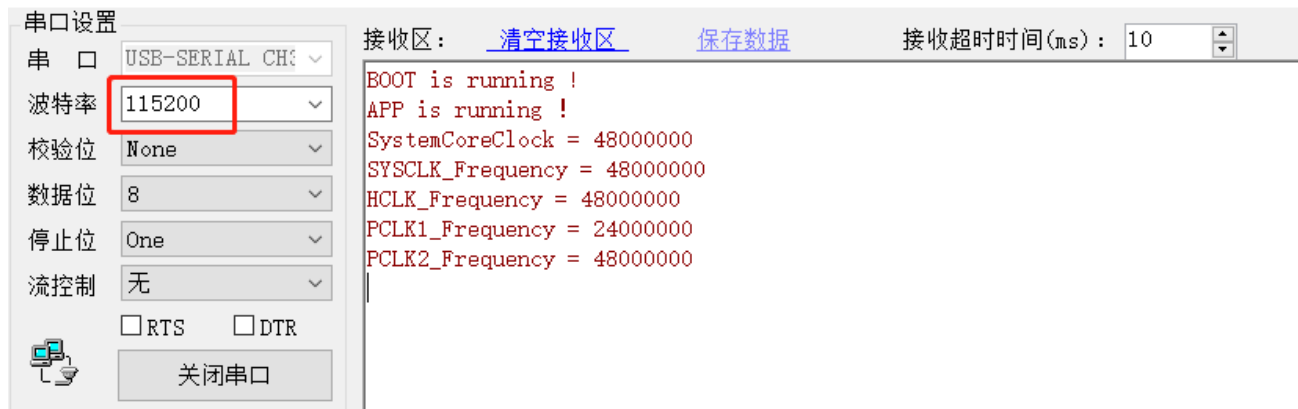 串口设置
串 口 USB-SERIAL CH
波特率 115200
校验位 None
数据位 8
停止位 One
流控制 无
RTS DTR
关闭串口
接收区: 清空接收区 保存数据 接收超时时间(ms): 10
BOOT is running !
APP is running !
SystemCoreClock = 48000000
SYSCLK_Frequency = 48000000
HCLK_Frequency = 48000000
PCLK1_Frequency = 24000000
PCLK2_Frequency = 48000000